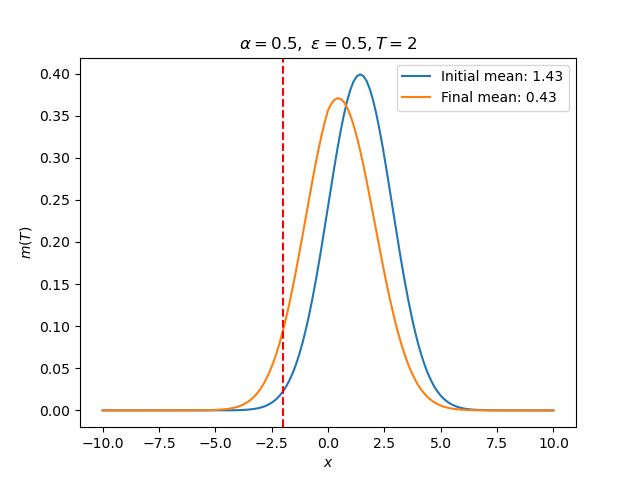 α = 0.5, ε = 0.5, T = 2
Initial mean: 1.43
Final mean: 0.43
0.40
0.35
0.30
0.25
0.20
0.15
0.10
0.05
0.00
m(T)
−10.0 −7.5 −5.0 −2.5 0.0 2.5 5.0 7.5 10.0
x